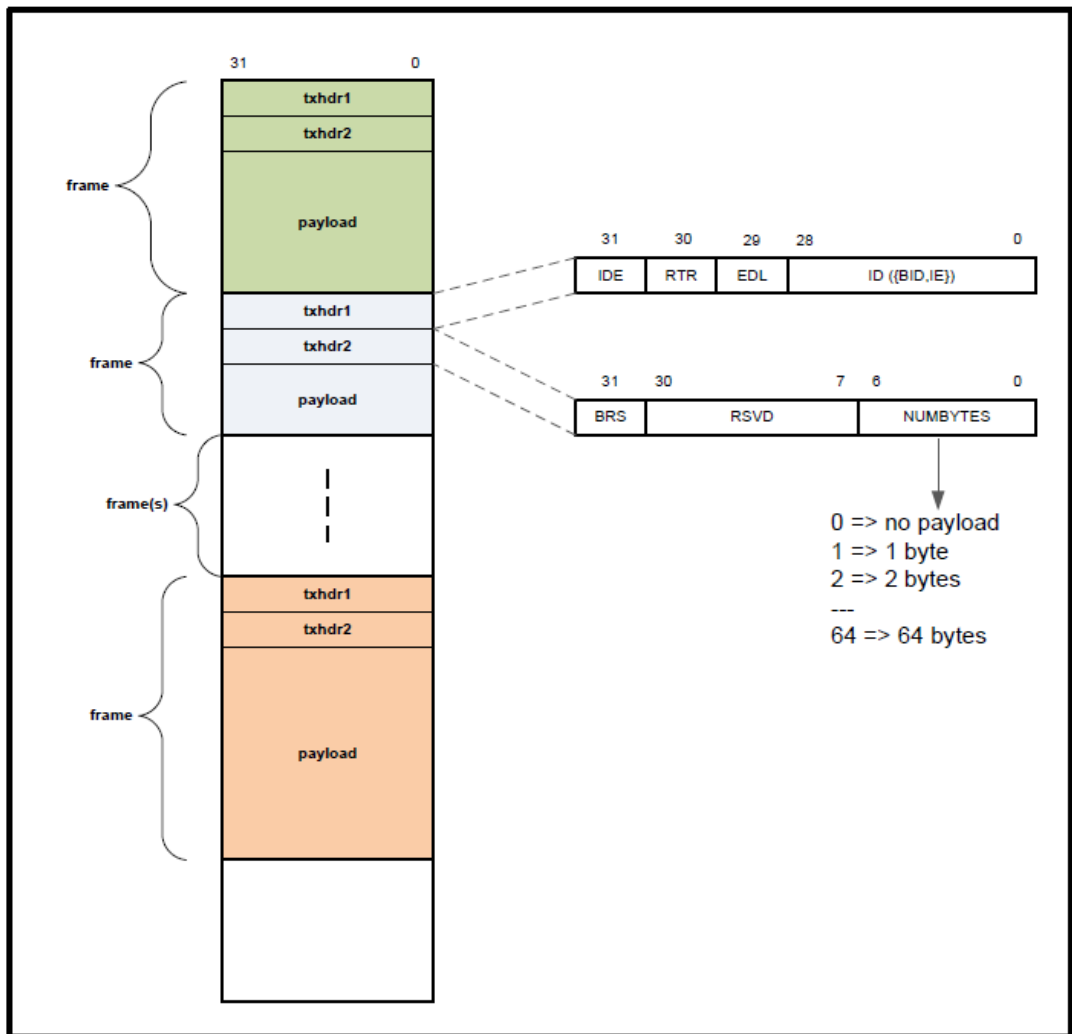 31 0
txhdr1
txhdr2
frame
payload
31 30 29 28 0
IDE RTR EDL ID ({BID,IE})
txhdr1
txhdr2
frame
payload
31 30 7 6 0
BRS RSVD NUMBYTES
frame(s)
0 => no payload
1 => 1 byte
2 => 2 bytes
---
64 => 64 bytes
txhdr1
txhdr2
frame
payload